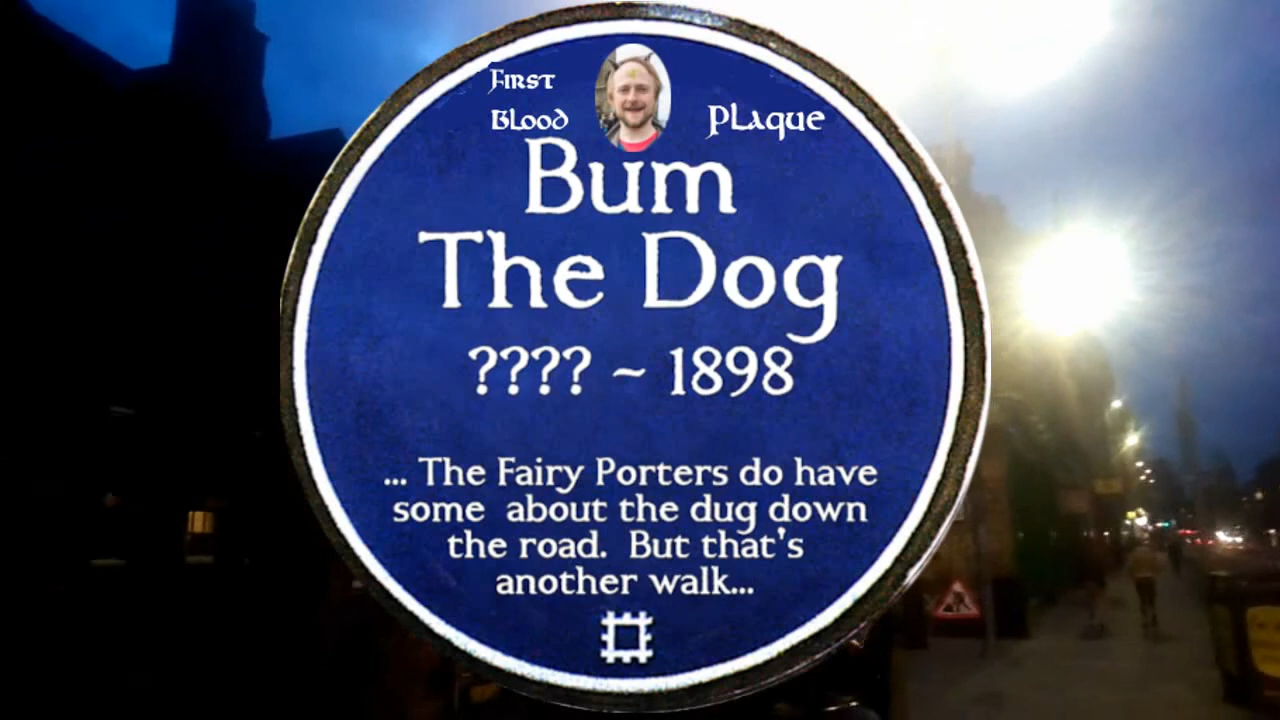 First
Blood
Plaque
Bum
The Dog
???? ~ 1898
... The Fairy Porters do have
some about the dug down
the road. But that's
another walk...